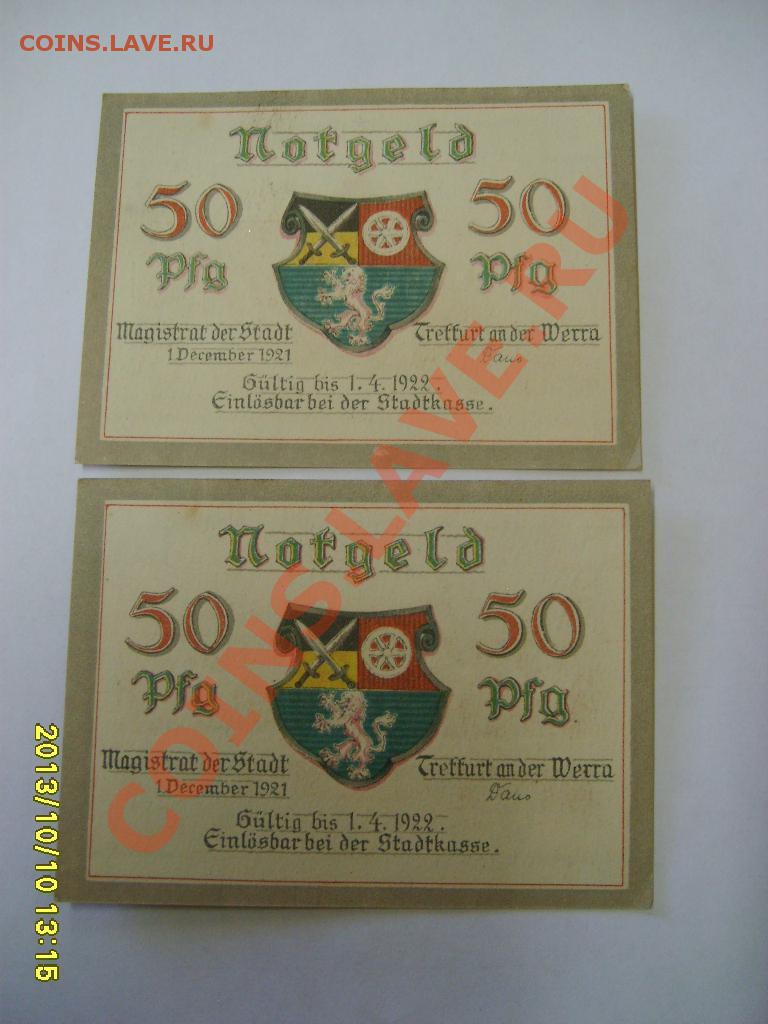 COINS.LAVE.RU
Notgeld
50 50
Pfg Pfg
Magistrat der Stadt Treffurt an der Werra
1 December 1921
Gültig bis 1.4.1922.
Einlösbar bei der Stadtkasse.
Notgeld
50 50
Pfg Pfg.
Magistrat der Stadt Treffurt an der Werra
1 December 1921
Gültig bis 1.4.1922.
Einlösbar bei der Stadtkasse.
COINS.LAVE.RU
2013/10/10 13:15